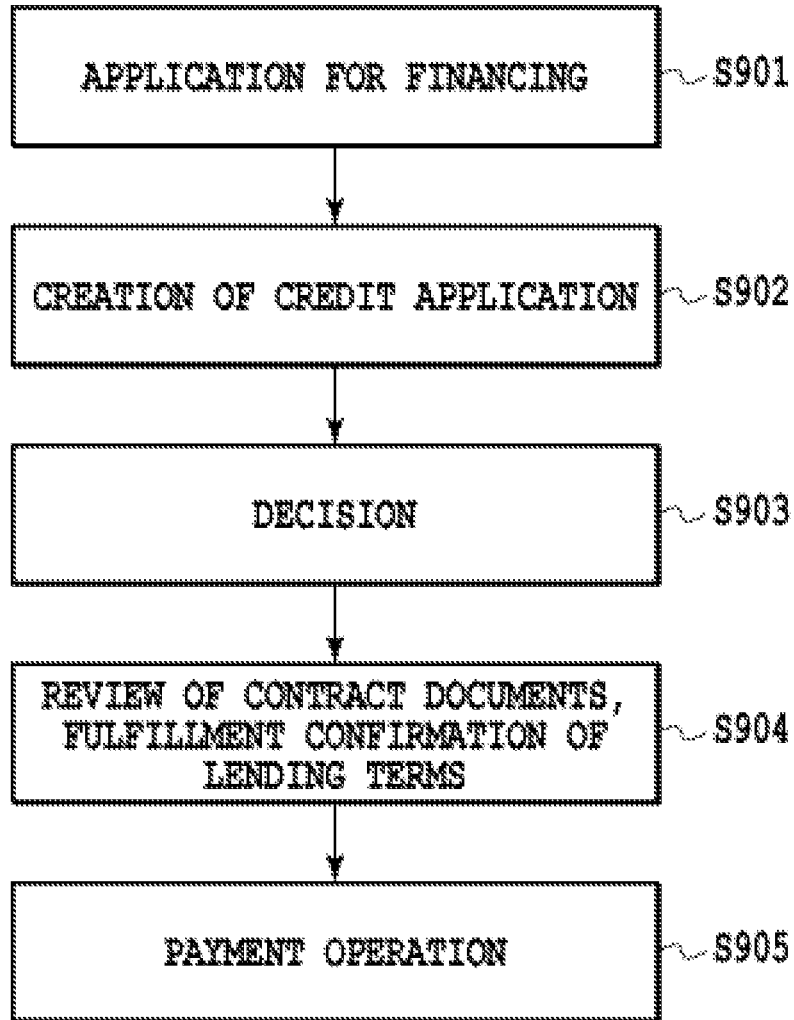 APPLICATION FOR FINANCING
S901
CREATION OF CREDIT APPLICATION
S902
DECISION
S903
REVIEW OF CONTRACT DOCUMENTS,
FULFILLMENT CONFIRMATION OF
LENDING TERMS
S904
PAYMENT OPERATION
S905